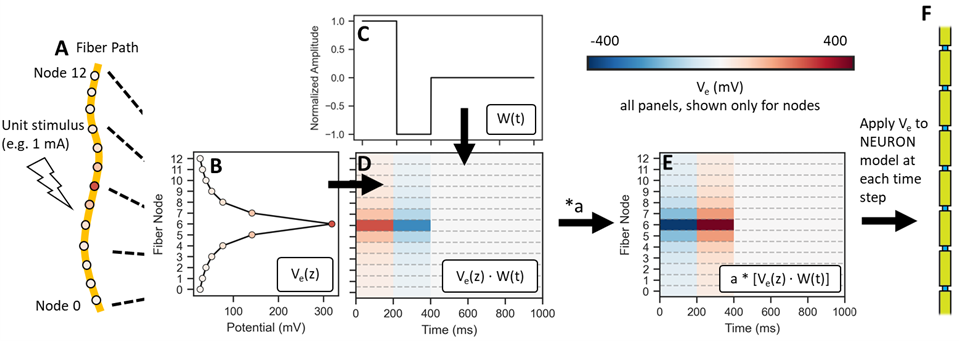 A
Fiber Path
Node 12
Unit stimulus
(e.g. 1 mA)
Node 0
B
Fiber Node
12
11
10
9
8
7
6
5
4
3
2
1
0
Ve(z)
100
200
300
Potential (mV)
C
Normalized Amplitude
1.0
0.5
0.0
−0.5
−1.0
W(t)
D
Ve(z) · W(t)
0
200
400
600
800
1000
Time (ms)
*a
-400
400
Ve (mV)
all panels, shown only for nodes
E
Fiber Node
12
11
10
9
8
7
6
5
4
3
2
1
0
a * [Ve(z) · W(t)]
0
200
400
600
800
1000
Time (ms)
Apply Ve to
NEURON
model at
each time
step
F